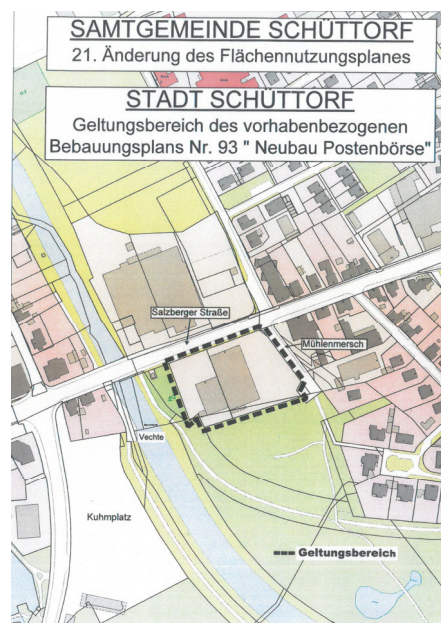 SAMTGEMEINDE SCHÜTTORF
21. Änderung des Flächennutzungsplanes
STADT SCHÜTTORF
Geltungsbereich des vorhabenbezogenen
Bebauungsplans Nr. 93 " Neubau Postenbörse"
Salzberger Straße
Mühlenmersch
Vechte
Kuhmplatz
Geltungsbereich